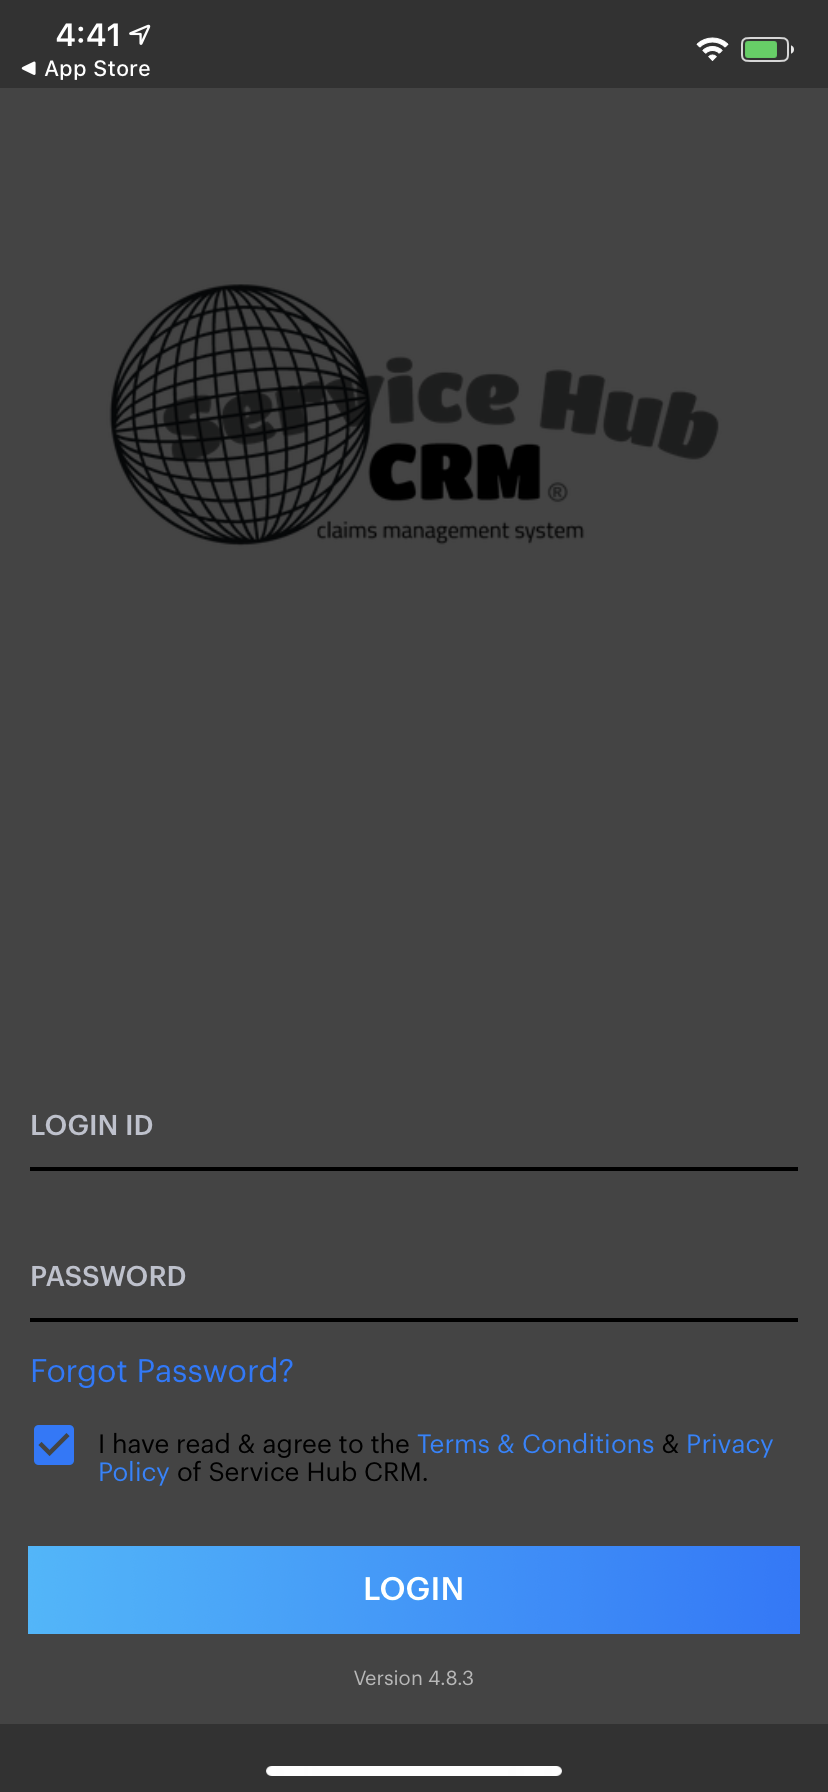 4:41
◀ App Store
Service Hub
CRM®
claims management system
LOGIN ID
PASSWORD
Forgot Password?
I have read & agree to the Terms & Conditions & Privacy
Policy of Service Hub CRM.
LOGIN
Version 4.8.3